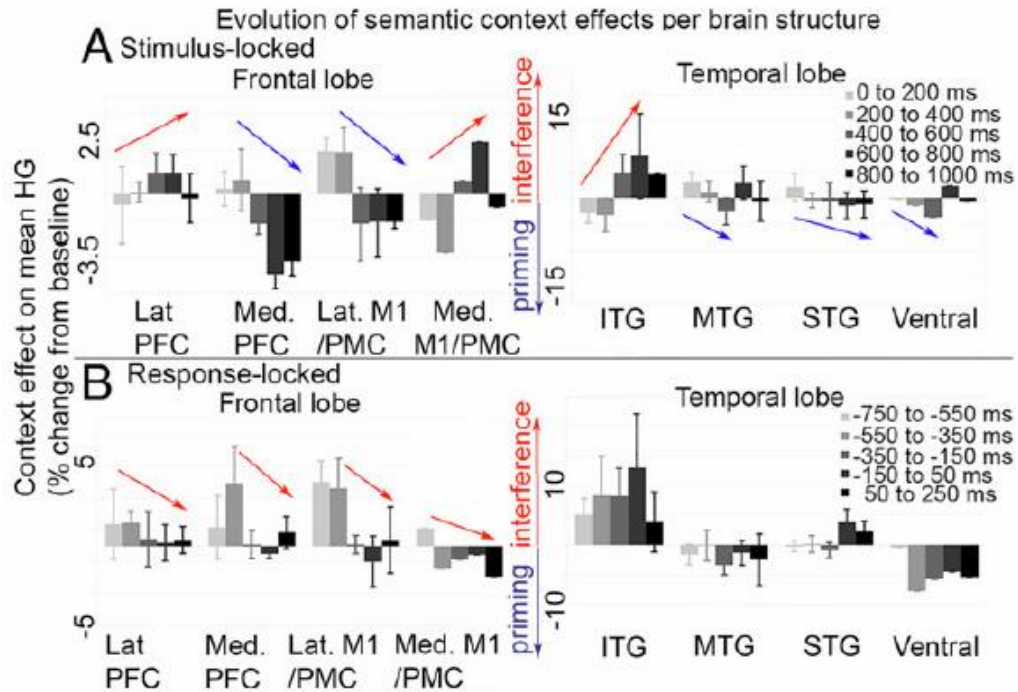 Evolution of semantic context effects per brain structure
A Stimulus-locked
Frontal lobe
Temporal lobe
Context effect on mean HG
(% change from baseline)
2.5
-3.5
interference
priming
15
-15
0 to 200 ms
200 to 400 ms
400 to 600 ms
600 to 800 ms
800 to 1000 ms
Lat
PFC
Med.
PFC
Lat. M1
/PMC
Med.
M1/PMC
ITG
MTG
STG
Ventral
B Response-locked
Frontal lobe
Temporal lobe
5
-5
interference
priming
10
-10
-750 to -550 ms
-550 to -350 ms
-350 to -150 ms
-150 to 50 ms
50 to 250 ms
Lat
PFC
Med.
PFC
Lat. M1
/PMC
Med. M1
/PMC
ITG
MTG
STG
Ventral